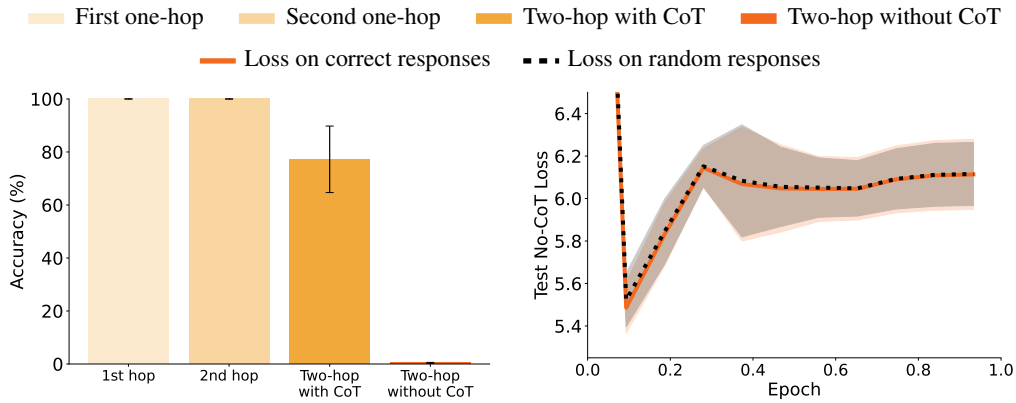 First one-hop Second one-hop Two-hop with CoT Two-hop without CoT
Loss on correct responses Loss on random responses
Accuracy (%)
100
80
60
40
20
0
1st hop 2nd hop Two-hop with CoT Two-hop without CoT
Test No-CoT Loss
6.4
6.2
6.0
5.8
5.6
5.4
0.0 0.2 0.4 0.6 0.8 1.0
Epoch